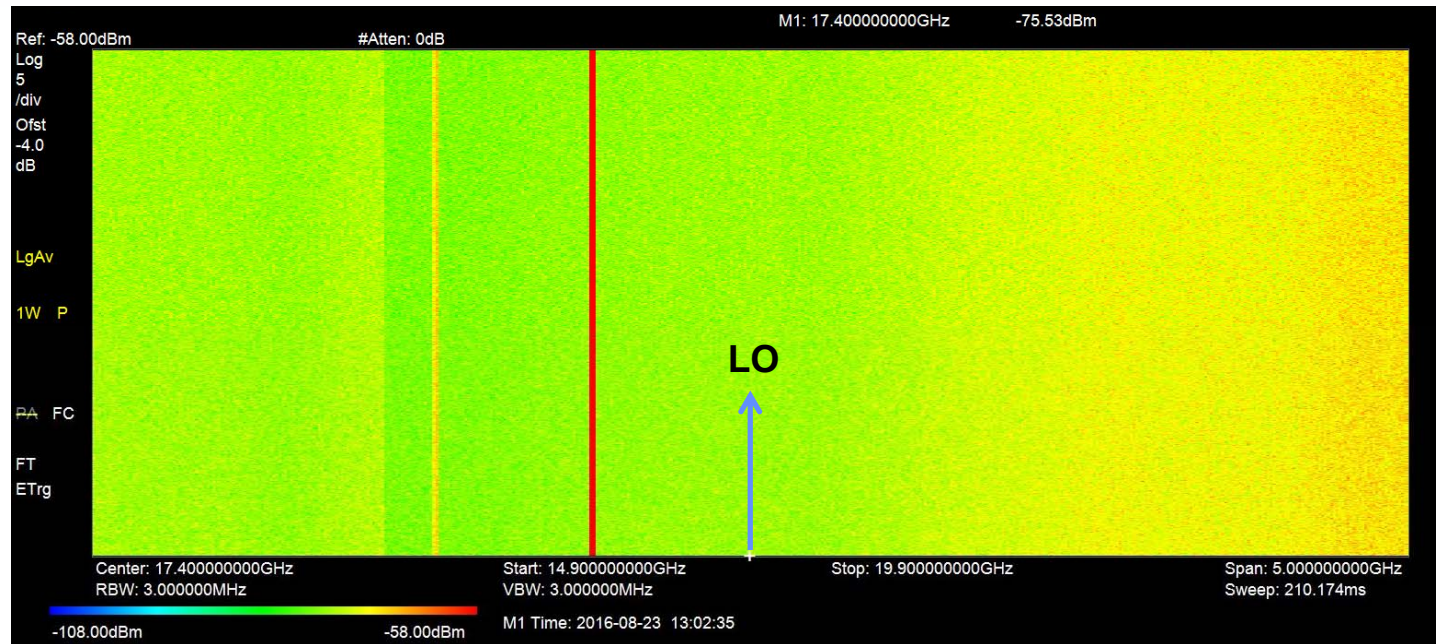 M1: 17.400000000GHz -75.53dBm
Ref: -58.00dBm #Atten: 0dB
Log
5
/div
Ofst
-4.0
dB
LgAv
1W P
LO
PA FC
FT
ETrg
Center: 17.400000000GHz Start: 14.900000000GHz Stop: 19.900000000GHz Span: 5.000000000GHz
RBW: 3.000000MHz VBW: 3.000000MHz Sweep: 210.174ms
-108.00dBm -58.00dBm M1 Time: 2016-08-23 13:02:35